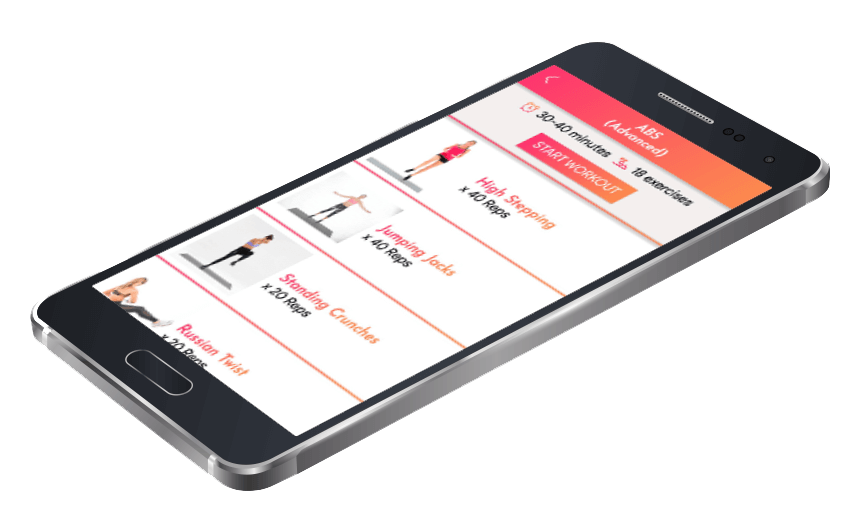 ABS
(Advanced)
30-40 minutes
18 exercises
START WORKOUT
High Stepping
x 40 Reps
Jumping Jacks
x 40 Reps
Standing Crunches
x 20 Reps
Russian Twist
x 20 Reps